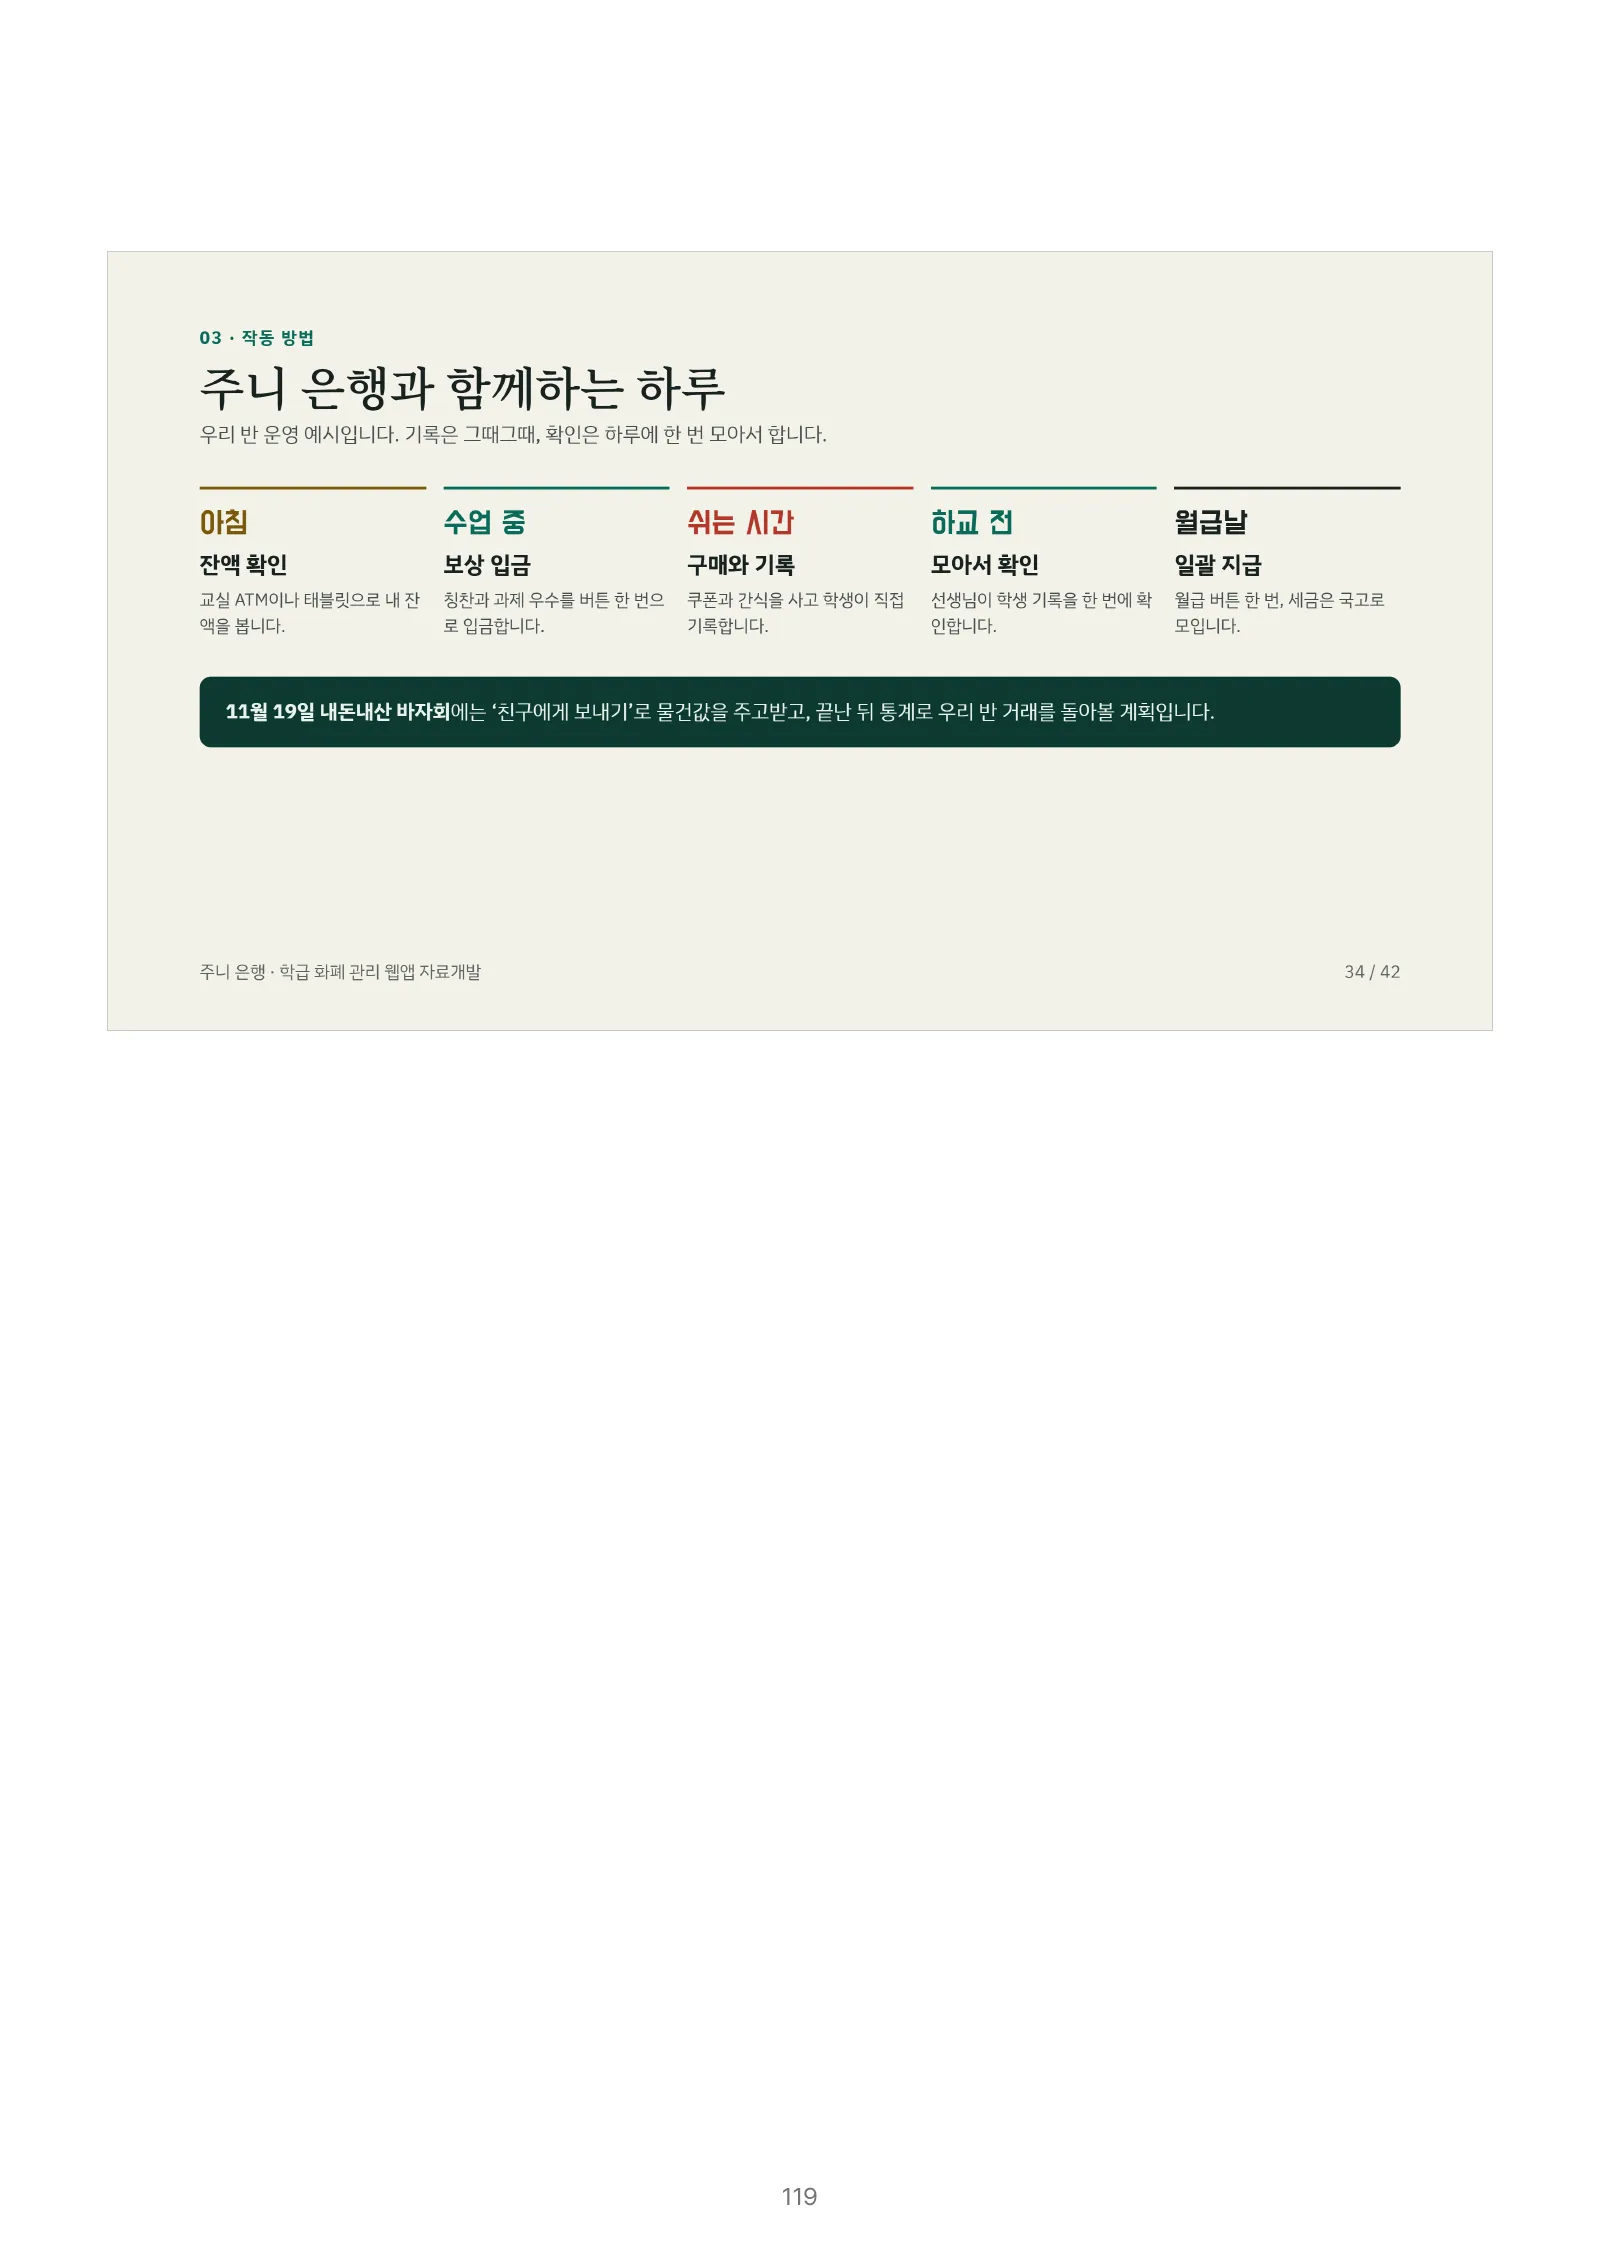 03 · 작동 방법
주니 은행과 함께하는 하루
우리 반 운영 예시입니다. 기록은 그때그때, 확인은 하루에 한 번 모아서 합니다.
아침
잔액 확인
교실 ATM이나 태블릿으로 내 잔
액을 봅니다.
수업 중
보상 입금
칭찬과 과제 우수를 버튼 한 번으
로 입금합니다.
쉬는 시간
구매와 기록
쿠폰과 간식을 사고 학생이 직접
기록합니다.
하교 전
모아서 확인
선생님이 학생 기록을 한 번에 확
인합니다.
월급날
일괄 지급
월급 버튼 한 번, 세금은 국고로
모입니다.
11월 19일 내돈내산 바자회에는 ‘친구에게 보내기’로 물건값을 주고받고, 끝난 뒤 통계로 우리 반 거래를 돌아볼 계획입니다.
주니 은행 · 학급 화폐 관리 웹앱 자료개발
34 / 42
119